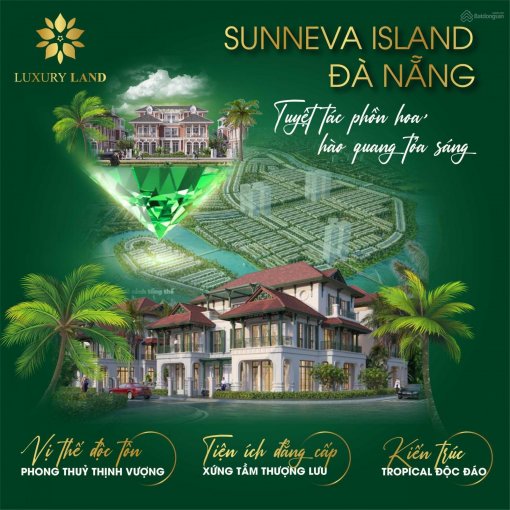 LUXURY LAND
Batdongsan
SUNNEVA ISLAND
ĐÀ NẴNG
Tuyệt tác phồn hoa,
hào quang tỏa sáng
Vị thế độc tôn
PHONG THUỶ THỊNH VƯỢNG
Tiện ích đẳng cấp
XỨNG TẦM THƯỢNG LƯU
Kiến trúc
TROPICAL ĐỘC ĐÁO